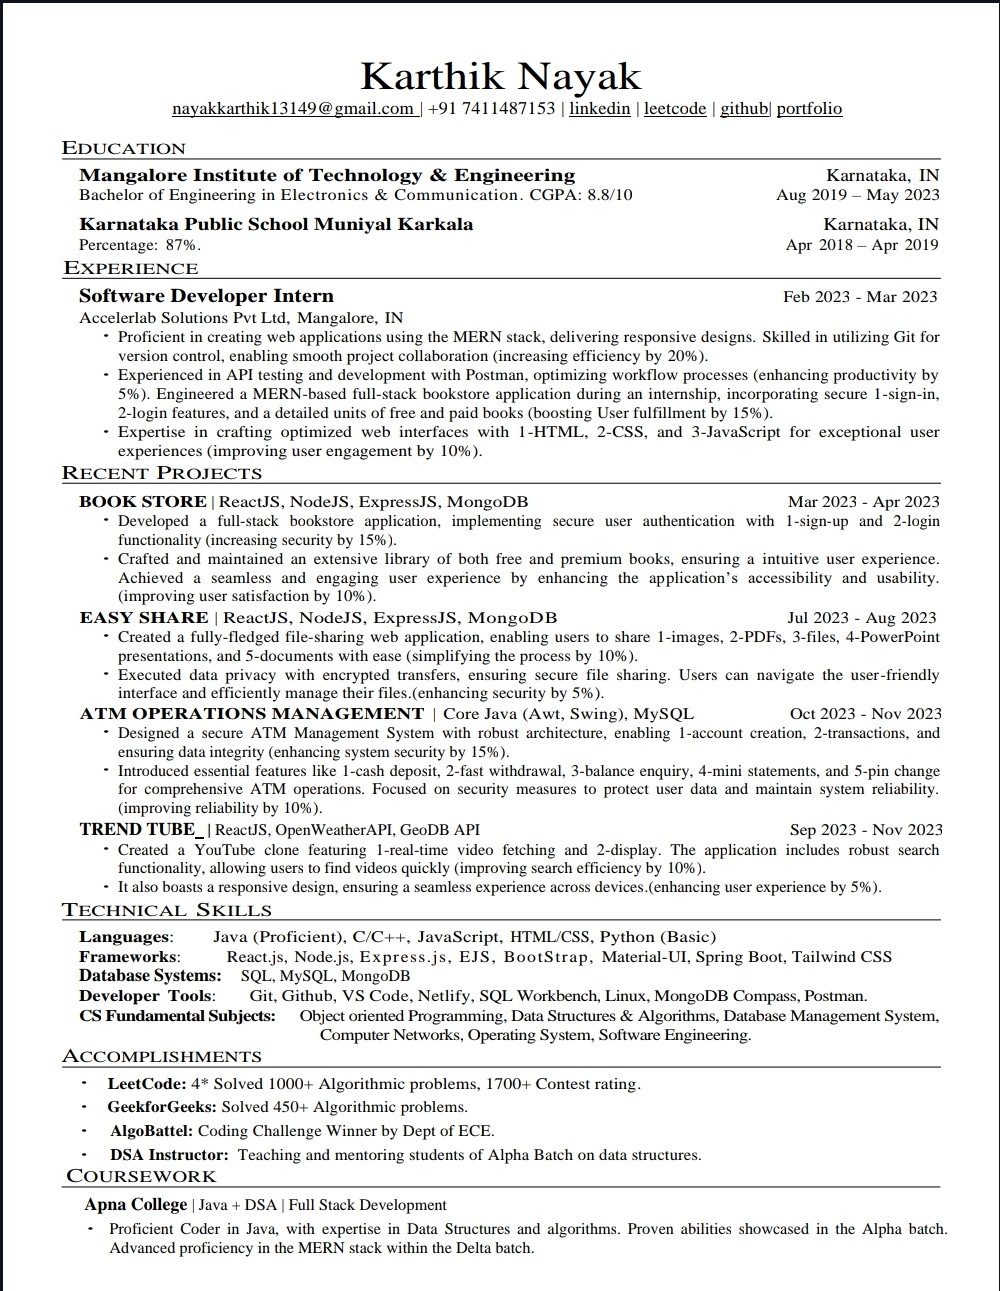 Karthik Nayak
nayakkarthik13149@gmail.com | +91 7411487153 | linkedin | leetcode | github| portfolio
EDUCATION
Mangalore Institute of Technology & Engineering Karnataka, IN
Bachelor of Engineering in Electronics & Communication. CGPA: 8.8/10 Aug 2019 – May 2023
Karnataka Public School Muniyal Karkala Karnataka, IN
Percentage: 87%. Apr 2018 – Apr 2019
EXPERIENCE
Software Developer Intern Feb 2023 - Mar 2023
Accelerlab Solutions Pvt Ltd, Mangalore, IN
• Proficient in creating web applications using the MERN stack, delivering responsive designs. Skilled in utilizing Git for
version control, enabling smooth project collaboration (increasing efficiency by 20%).
• Experienced in API testing and development with Postman, optimizing workflow processes (enhancing productivity by
5%). Engineered a MERN-based full-stack bookstore application during an internship, incorporating secure 1-sign-in,
2-login features, and a detailed units of free and paid books (boosting User fulfillment by 15%).
• Expertise in crafting optimized web interfaces with 1-HTML, 2-CSS, and 3-JavaScript for exceptional user
experiences (improving user engagement by 10%).
RECENT PROJECTS
BOOK STORE | ReactJS, NodeJS, ExpressJS, MongoDB Mar 2023 - Apr 2023
• Developed a full-stack bookstore application, implementing secure user authentication with 1-sign-up and 2-login
functionality (increasing security by 15%).
• Crafted and maintained an extensive library of both free and premium books, ensuring a intuitive user experience.
Achieved a seamless and engaging user experience by enhancing the application's accessibility and usability.
(improving user satisfaction by 10%).
EASY SHARE | ReactJS, NodeJS, ExpressJS, MongoDB Jul 2023 - Aug 2023
• Created a fully-fledged file-sharing web application, enabling users to share 1-images, 2-PDFs, 3-files, 4-PowerPoint
presentations, and 5-documents with ease (simplifying the process by 10%).
• Executed data privacy with encrypted transfers, ensuring secure file sharing. Users can navigate the user-friendly
interface and efficiently manage their files.(enhancing security by 5%).
ATM OPERATIONS MANAGEMENT | Core Java (Awt, Swing), MySQL Oct 2023 - Nov 2023
• Designed a secure ATM Management System with robust architecture, enabling 1-account creation, 2-transactions, and
ensuring data integrity (enhancing system security by 15%).
• Introduced essential features like 1-cash deposit, 2-fast withdrawal, 3-balance enquiry, 4-mini statements, and 5-pin change
for comprehensive ATM operations. Focused on security measures to protect user data and maintain system reliability.
(improving reliability by 10%).
TREND TUBE_ | ReactJS, OpenWeatherAPI, GeoDB API Sep 2023 - Nov 2023
• Created a YouTube clone featuring 1-real-time video fetching and 2-display. The application includes robust search
functionality, allowing users to find videos quickly (improving search efficiency by 10%).
• It also boasts a responsive design, ensuring a seamless experience across devices.(enhancing user experience by 5%).
TECHNICAL SKILLS
Languages: Java (Proficient), C/C++, JavaScript, HTML/CSS, Python (Basic)
Frameworks: React.js, Node.js, Express.js, EJS, BootStrap, Material-UI, Spring Boot, Tailwind CSS
Database Systems: SQL, MySQL, MongoDB
Developer Tools: Git, Github, VS Code, Netlify, SQL Workbench, Linux, MongoDB Compass, Postman.
CS Fundamental Subjects: Object oriented Programming, Data Structures & Algorithms, Database Management System,
Computer Networks, Operating System, Software Engineering.
ACCOMPLISHMENTS
• LeetCode: 4* Solved 1000+ Algorithmic problems, 1700+ Contest rating.
• GeekforGeeks: Solved 450+ Algorithmic problems.
• AlgoBattel: Coding Challenge Winner by Dept of ECE.
• DSA Instructor: Teaching and mentoring students of Alpha Batch on data structures.
COURSEWORK
Apna College | Java + DSA | Full Stack Development
• Proficient Coder in Java, with expertise in Data Structures and algorithms. Proven abilities showcased in the Alpha batch.
Advanced proficiency in the MERN stack within the Delta batch.